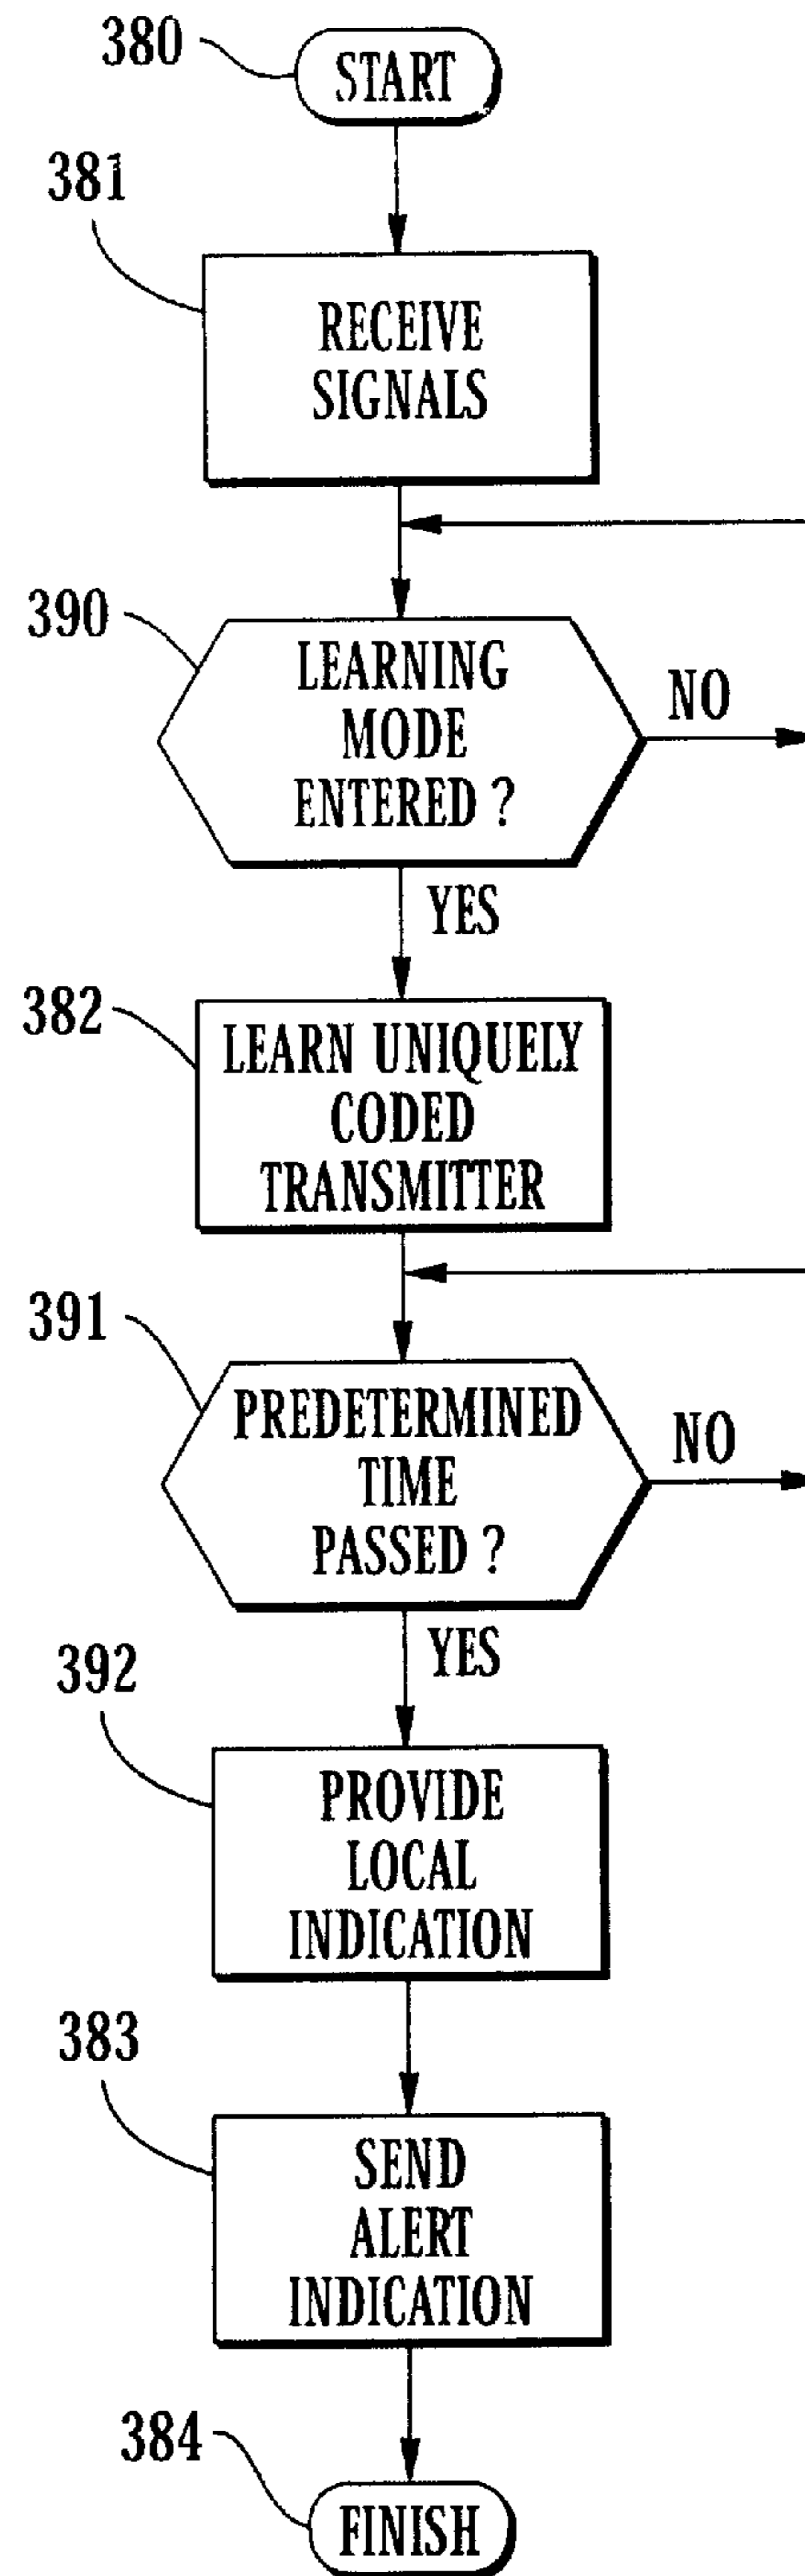 380
START
381
RECEIVE
SIGNALS
390
LEARNING
MODE
ENTERED ?
NO
YES
382
LEARN UNIQUELY
CODED
TRANSMITTER
391
PREDETERMINED
TIME
PASSED ?
NO
YES
392
PROVIDE
LOCAL
INDICATION
383
SEND
ALERT
INDICATION
384
FINISH